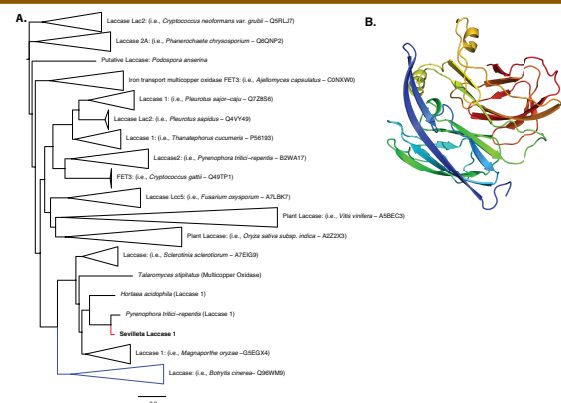 A.
B.
Laccase Lac2: (i.e., Cryptococcus neoformans var. grubii – Q5RLJ7)
Laccase 2A: (i.e., Phanerochaete chrysosporium – Q6QNP2)
Putative Laccase: Podospora anserina
Iron transport multicopper oxidase FET3: (i.e., Ajellomyces capsulatus – C0NXW0)
Laccase 1: (i.e., Pleurotus sajor–caju – Q7Z8S6)
Laccase Lac2: (i.e., Pleurotus sapidus – Q4VY49)
Laccase 1: (i.e., Thanatephorus cucumeris – P56193)
Laccase2: (i.e., Pyrenophora tritici–repentis – B2WA17)
FET3: (i.e., Cryptococcus gattii – Q49TP1)
Laccase Lcc5: (i.e., Fusarium oxysporum – A7LBK7)
Plant Laccase: (i.e., Vitis vinifera – A5BEC3)
Plant Laccase: (i.e., Oryza sativa subsp. indica – A2Z2X3)
Laccase: (i.e., Sclerotinia sclerotiorum – A7EIG9)
Talaromyces stipitatus (Multicopper Oxidase)
Hortaea acidophila (Laccase 1)
Pyrenophora tritici–repentis (Laccase 1)
Sevilleta Laccase 1
Laccase 1: (i.e., Magnaporthe oryzae –G5EGX4)
Laccase: (i.e., Botrytis cinerea– Q96WM9)